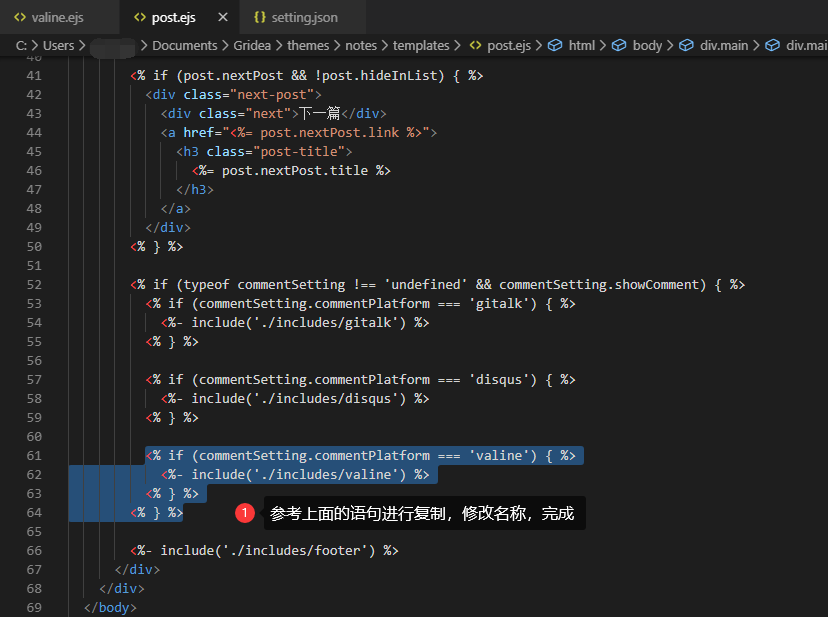 valine.ejs post.ejs setting.json
C: > Users > > Documents > Gridea > themes > notes > templates > post.ejs > html > body > div.main > div.mai
40
41 <% if (post.nextPost && !post.hideInList) { %>
42 <div class="next-post">
43 <div class="next">下一篇</div>
44 <a href="<%= post.nextPost.link %>">
45 <h3 class="post-title">
46 <%= post.nextPost.title %>
47 </h3>
48 </a>
49 </div>
50 <% } %>
51
52 <% if (typeof commentSetting !== 'undefined' && commentSetting.showComment) { %>
53 <% if (commentSetting.commentPlatform === 'gitalk') { %>
54 <%- include('./includes/gitalk') %>
55 <% } %>
56
57 <% if (commentSetting.commentPlatform === 'disqus') { %>
58 <%- include('./includes/disqus') %>
59 <% } %>
60
61 <% if (commentSetting.commentPlatform === 'valine') { %>
62 <%- include('./includes/valine') %>
63 <% } %>
64 <% } %>
1 参考上面的语句进行复制，修改名称，完成
65
66 <%- include('./includes/footer') %>
67 </div>
68 </div>
69 </body>